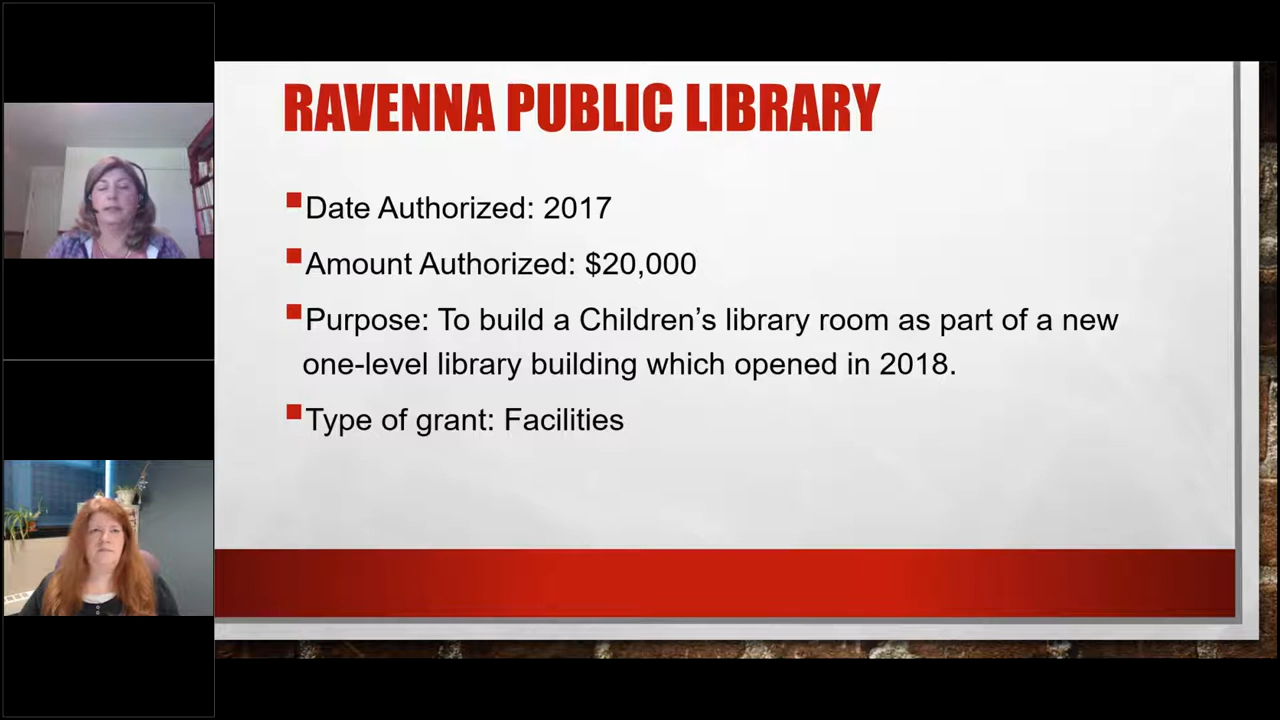 RAVENNA PUBLIC LIBRARY
Date Authorized: 2017
Amount Authorized: $20,000
Purpose: To build a Children’s library room as part of a new
one-level library building which opened in 2018.
Type of grant: Facilities